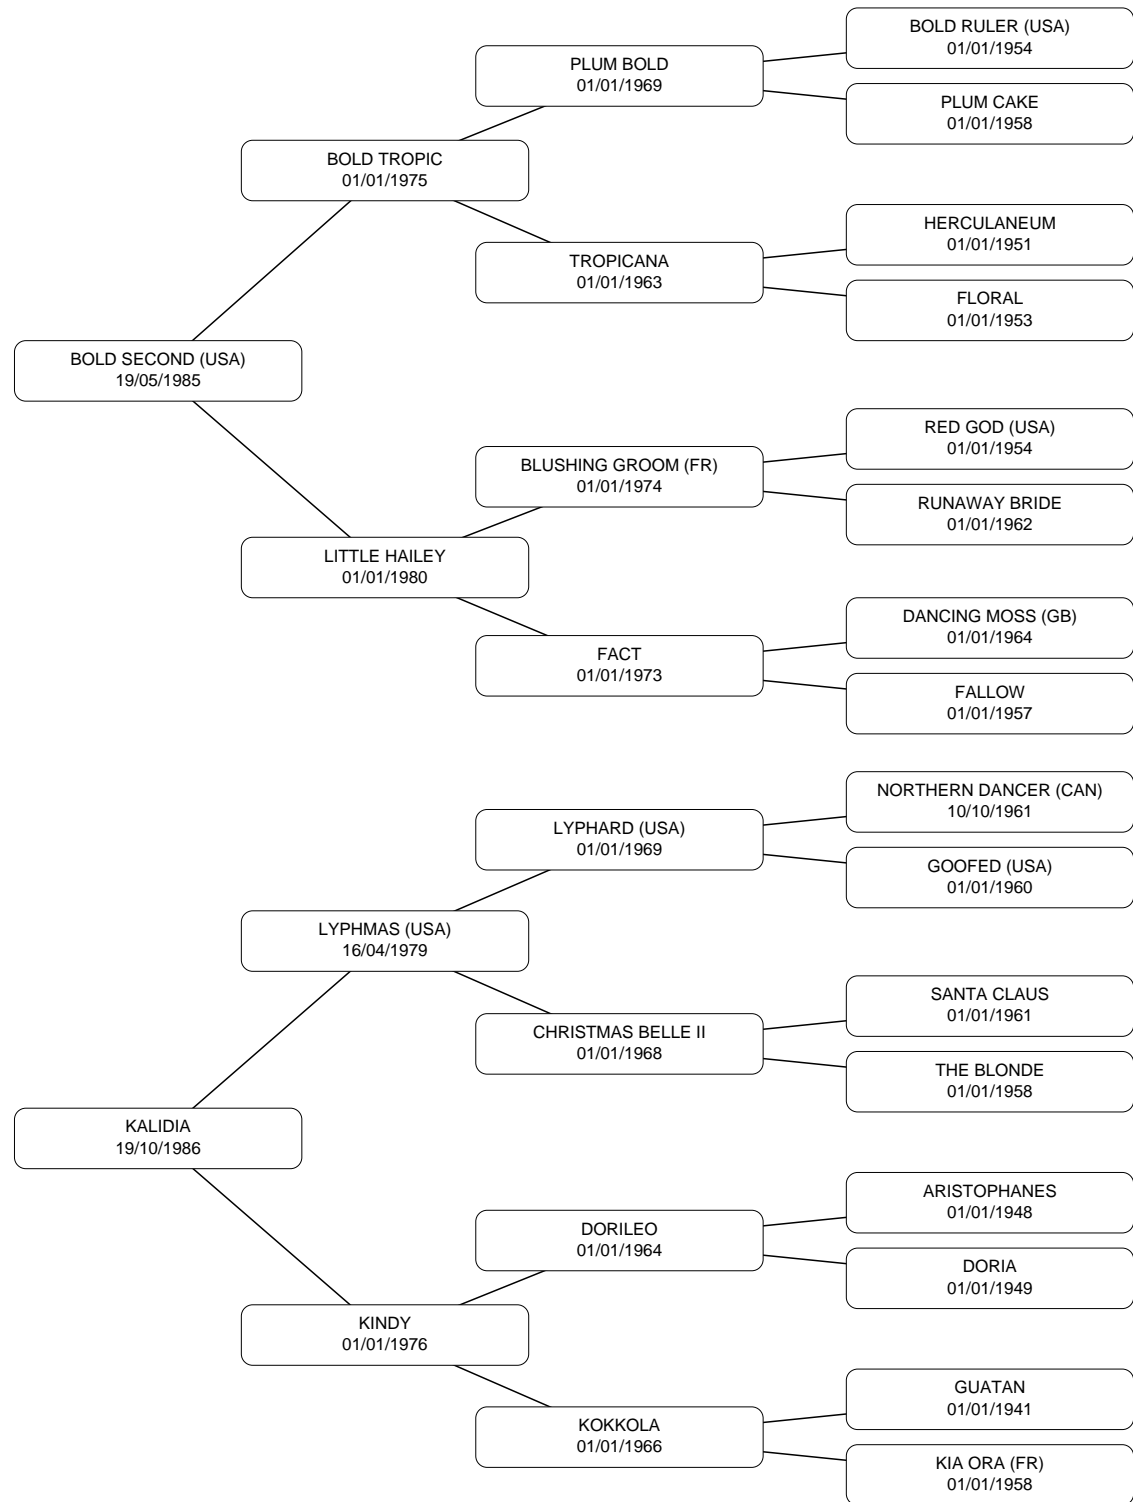 BOLD RULER (USA)
01/01/1954
PLUM BOLD
01/01/1969
PLUM CAKE
01/01/1958
BOLD TROPIC
01/01/1975
HERCULANEUM
01/01/1951
TROPICANA
01/01/1963
FLORAL
01/01/1953
BOLD SECOND (USA)
19/05/1985
RED GOD (USA)
01/01/1954
BLUSHING GROOM (FR)
01/01/1974
RUNAWAY BRIDE
01/01/1962
LITTLE HAILEY
01/01/1980
DANCING MOSS (GB)
01/01/1964
FACT
01/01/1973
FALLOW
01/01/1957
NORTHERN DANCER (CAN)
10/10/1961
LYPHARD (USA)
01/01/1969
GOOFED (USA)
01/01/1960
LYPHMAS (USA)
16/04/1979
SANTA CLAUS
01/01/1961
CHRISTMAS BELLE II
01/01/1968
THE BLONDE
01/01/1958
KALIDIA
19/10/1986
ARISTOPHANES
01/01/1948
DORILEO
01/01/1964
DORIA
01/01/1949
KINDY
01/01/1976
GUATAN
01/01/1941
KOKKOLA
01/01/1966
KIA ORA (FR)
01/01/1958